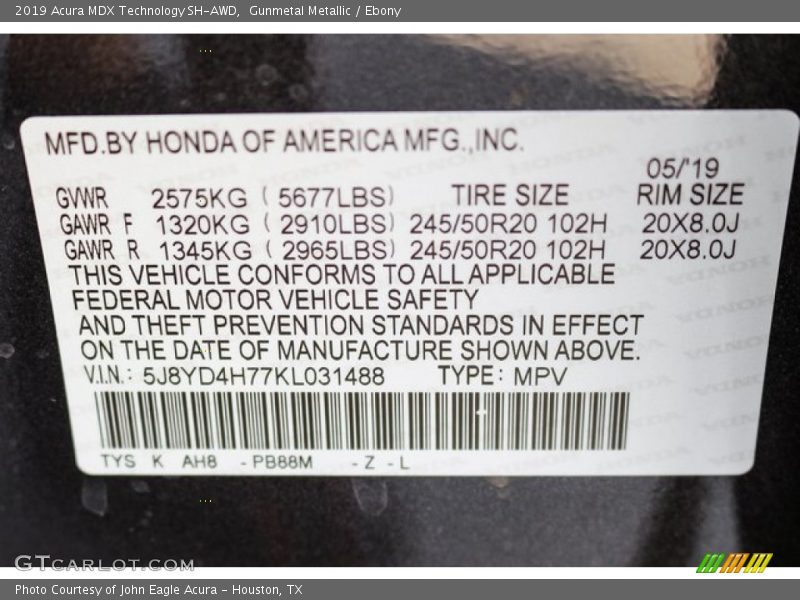 2019 Acura MDX Technology SH-AWD,  Gunmetal Metallic / Ebony
MFD.BY HONDA OF AMERICA MFG.,INC.
05/'19
GVWR 2575KG ( 5677LBS) TIRE SIZE RIM SIZE
GAWR F 1320KG ( 2910LBS) 245/50R20 102H 20X8.0J
GAWR R 1345KG ( 2965LBS) 245/50R20 102H 20X8.0J
THIS VEHICLE CONFORMS TO ALL APPLICABLE
FEDERAL MOTOR VEHICLE SAFETY
AND THEFT PREVENTION STANDARDS IN EFFECT
ON THE DATE OF MANUFACTURE SHOWN ABOVE.
V.I.N.: 5J8YD4H77KL031488 TYPE: MPV
TYS K AH8 -PB88M -Z -L
GTCARLOT.COM
Photo Courtesy of John Eagle Acura - Houston, TX